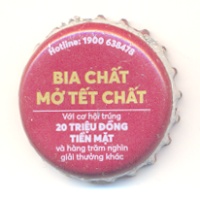 Hotline: 1900 638478
BIA CHẤT
MỞ TẾT CHẤT
Với cơ hội trúng
20 TRIỆU ĐỒNG
TIỀN MẶT
và hàng trăm nghìn
giải thưởng khác